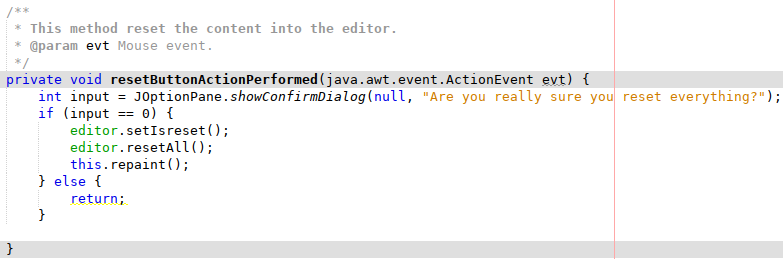 /**
 * This method reset the content into the editor.
 * @param evt Mouse event.
 */
private void resetButtonActionPerformed(java.awt.event.ActionEvent evt) {
    int input = JOptionPane.showConfirmDialog(null, "Are you really sure you reset everything?");
    if (input == 0) {
        editor.setIsreset();
        editor.resetAll();
        this.repaint();
    } else {
        return;
    }
}